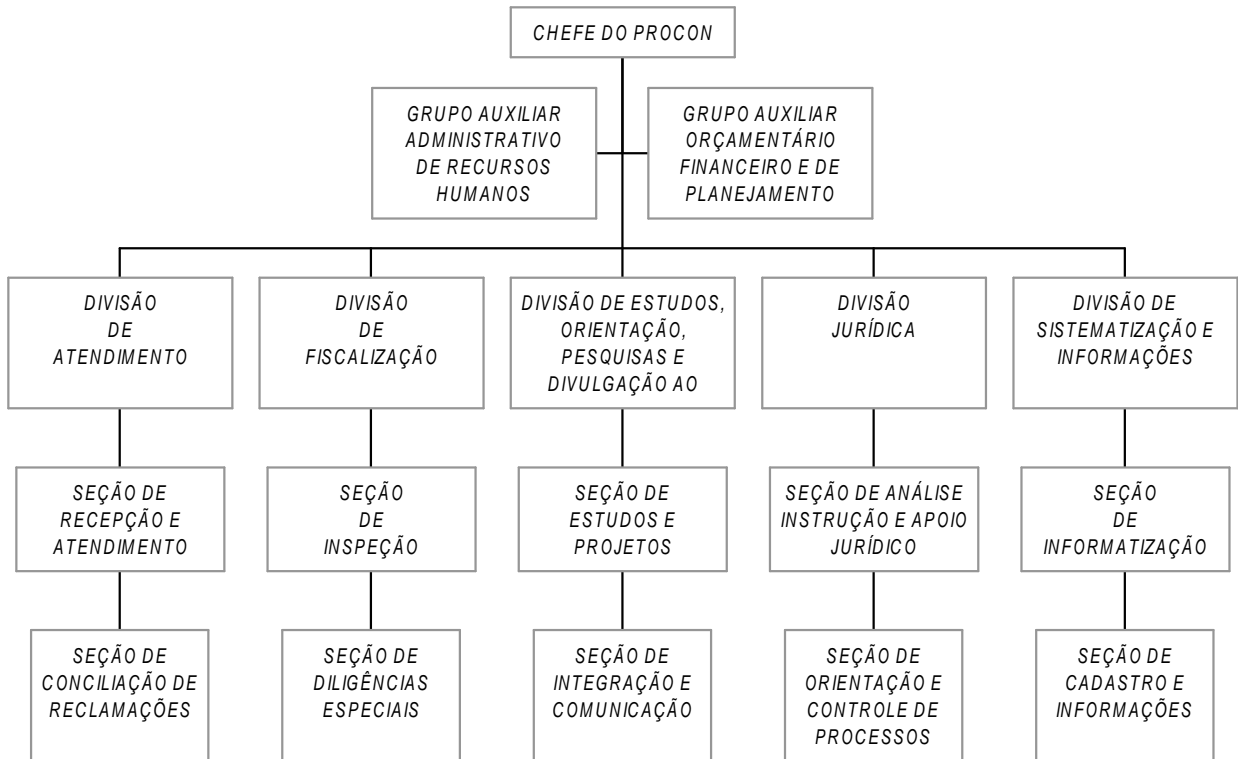 CHEFE DO PROCON
GRUPO AUXILIAR
ADMINISTRATIVO
DE RECURSOS
HUMANOS
GRUPO AUXILIAR
ORÇAMENTÁRIO
FINANCEIRO E DE
PLANEJAMENTO
DIVISÃO
DE
ATENDIMENTO
DIVISÃO
DE
FISCALIZAÇÃO
DIVISÃO DE ESTUDOS,
ORIENTAÇÃO,
PESQUISAS E
DIVULGAÇÃO AO
DIVISÃO
JURÍDICA
DIVISÃO DE
SISTEMATIZAÇÃO E
INFORMAÇÕES
SEÇÃO DE
RECEPÇÃO E
ATENDIMENTO
SEÇÃO
DE
INSPEÇÃO
SEÇÃO DE
ESTUDOS E
PROJETOS
SEÇÃO DE ANÁLISE
INSTRUÇÃO E APOIO
JURÍDICO
SEÇÃO
DE
INFORMATIZAÇÃO
SEÇÃO DE
CONCILIAÇÃO DE
RECLAMAÇÕES
SEÇÃO DE
DILIGÊNCIAS
ESPECIAIS
SEÇÃO DE
INTEGRAÇÃO E
COMUNICAÇÃO
SEÇÃO DE
ORIENTAÇÃO E
CONTROLE DE
PROCESSOS
SEÇÃO DE
CADASTRO E
INFORMAÇÕES